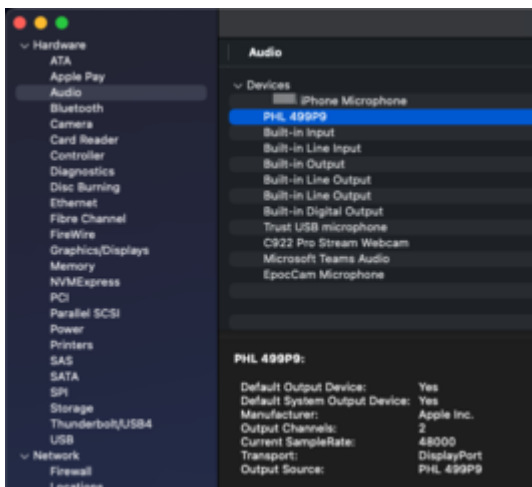 Hardware
ATA
Apple Pay
Audio
Bluetooth
Camera
Card Reader
Controller
Diagnostics
Disc Burning
Ethernet
Fibre Channel
FireWire
Graphics/Displays
Memory
NVMExpress
PCI
Parallel SCSI
Power
Printers
SAS
SATA
SPI
Storage
Thunderbolt/USB4
USB
Network
Firewall
Locations
Audio
Devices
iPhone Microphone
PHL 499P9
Built-in Input
Built-in Line Input
Built-in Output
Built-in Line Output
Built-in Line Output
Built-in Digital Output
Trust USB microphone
C922 Pro Stream Webcam
Microsoft Teams Audio
EpocCam Microphone
PHL 499P9:
Default Output Device: Yes
Default System Output Device: Yes
Manufacturer: Apple Inc.
Output Channels: 2
Current SampleRate: 48000
Transport: DisplayPort
Output Source: PHL 499P9